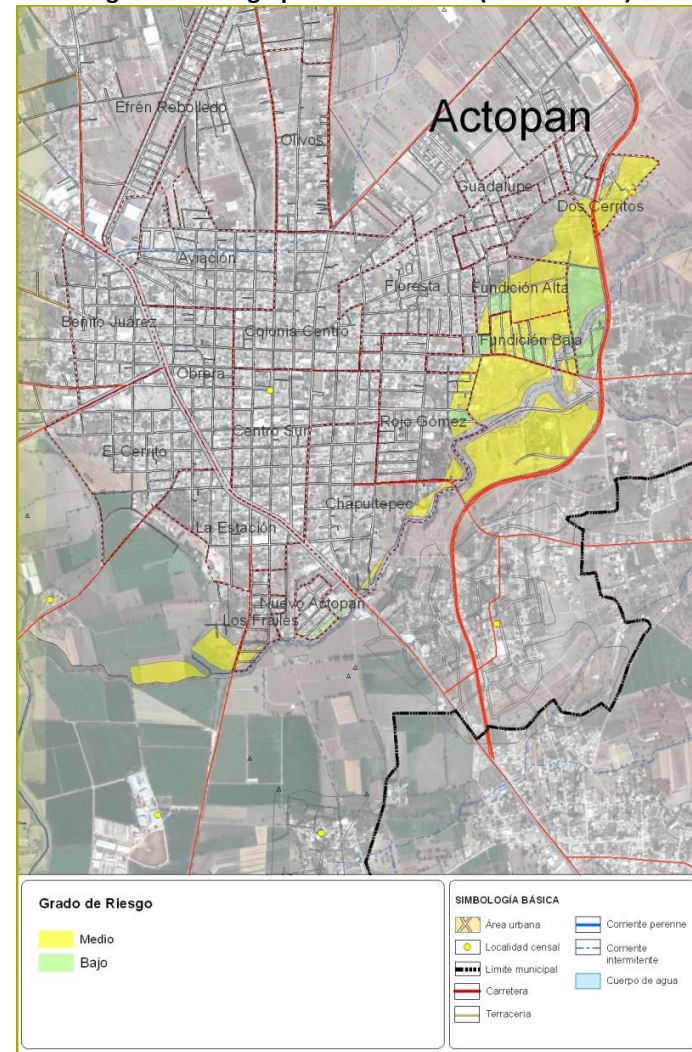 Actopan
Efrén Rebolledo
Olivos
Guadalupe
Dos Cerritos
Aviación
Floresta
Fundición Alta
Benito Juárez
Colonia Centro
Fundición Baja
Obrera
Rojo Gómez
Centro Sur
El Cerrito
Chapultepec
La Estación
Nuevo Actopan
Los Frailes
Grado de Riesgo
Medio
Bajo
SIMBOLOGÍA BÁSICA
Área urbana
Localidad censal
Límite municipal
Carretera
Terracería
Corriente perenne
Corriente
intermitente
Cuerpo de agua